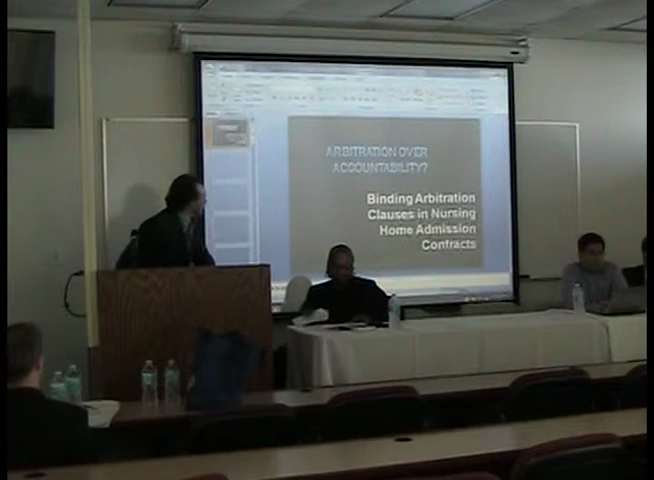 ARBITRATION OVER
ACCOUNTABILITY?
Binding Arbitration
Clauses in Nursing
Home Admission
Contracts